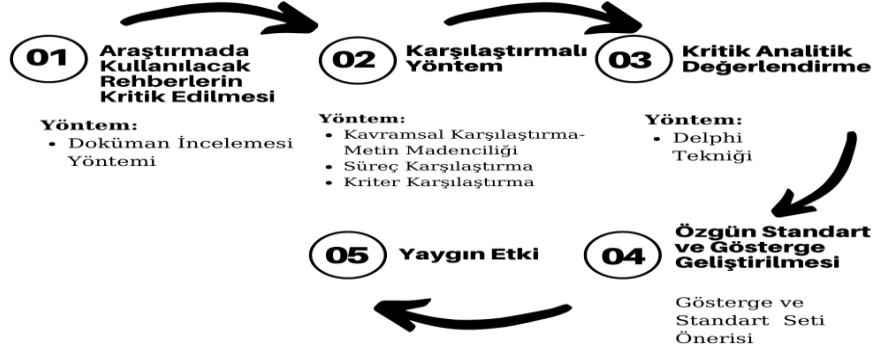 01
Araştırmada
Kullanılacak
Rehberlerin
Kritik Edilmesi
Yöntem:
• Doküman İncelemesi
Yöntemi
02
Karşılaştırmalı
Yöntem
Yöntem:
• Kavramsal Karşılaştırma-
Metin Madenciliği
• Süreç Karşılaştırma
• Kriter Karşılaştırma
03
Kritik Analitik
Değerlendirme
Yöntem:
• Delphi
Tekniği
04
Özgün Standart
ve Gösterge
Geliştirilmesi
Gösterge ve
Standart Seti
Önerisi
05
Yaygın Etki